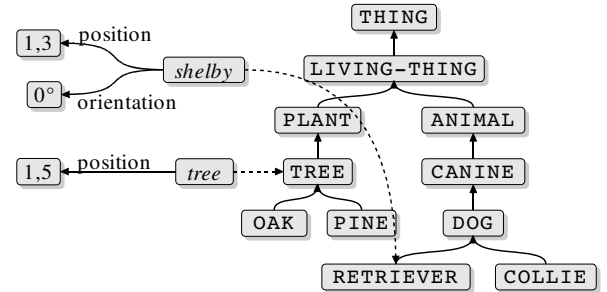 THING
1,3
position
shelby
LIVING-THING
0°
orientation
PLANT
ANIMAL
1,5
position
tree
TREE
CANINE
OAK
PINE
DOG
RETRIEVER
COLLIE